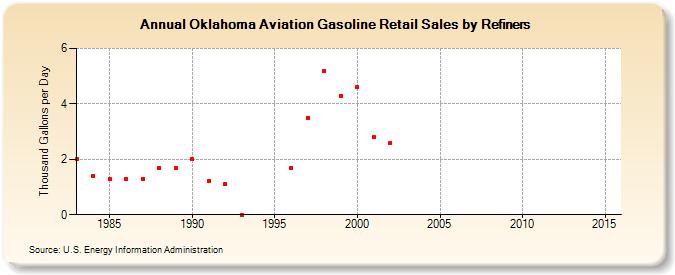 Annual Oklahoma Aviation Gasoline Retail Sales by Refiners
Thousand Gallons per Day
6
4
2
0
1985 1990 1995 2000 2005 2010 2015
Source: U.S. Energy Information Administration